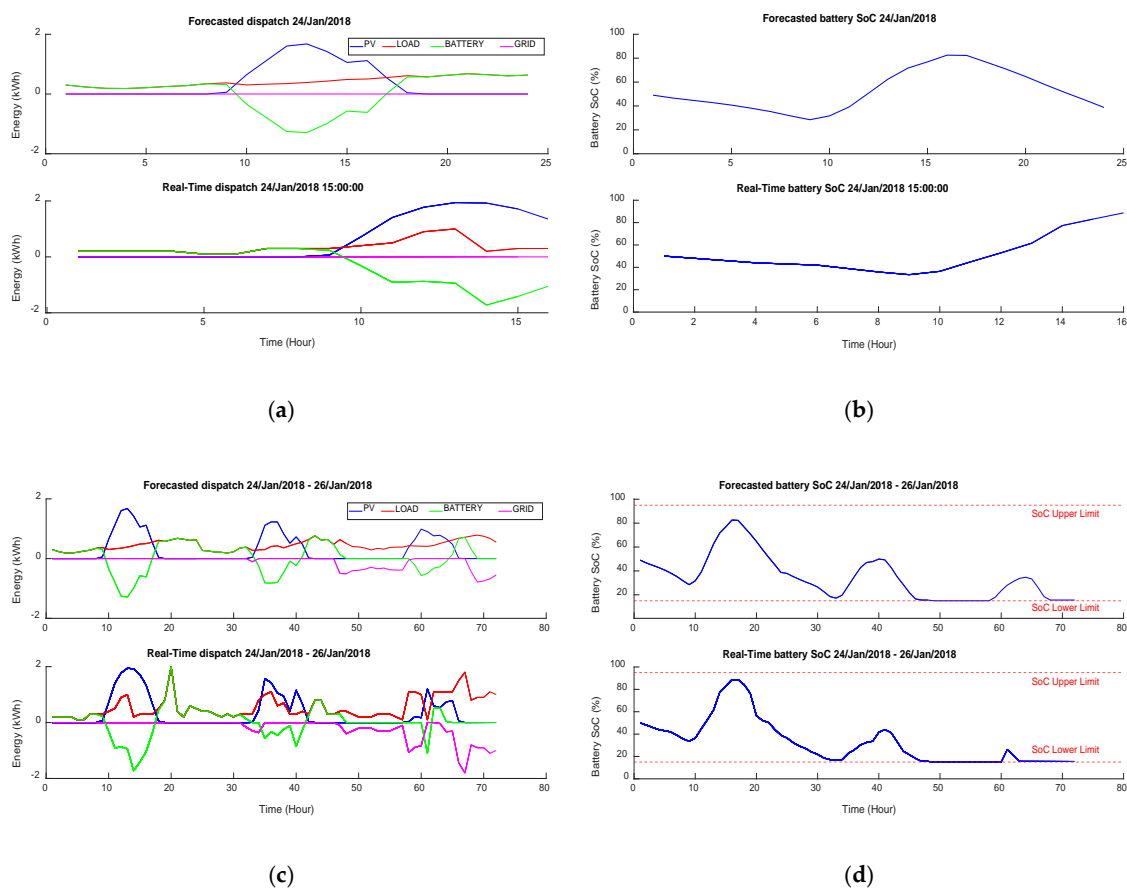 Forecasted dispatch 24/Jan/2018
Energy (kWh)
2
0
-2
PV LOAD BATTERY GRID
0 5 10 15 20 25
Real-Time dispatch 24/Jan/2018 15:00:00
Energy (kWh)
2
0
-2
0 5 10 15
Time (Hour)
(a)
Forecasted battery SoC 24/Jan/2018
Battery SoC (%)
100
80
60
40
20
0
0 5 10 15 20 25
Real-Time battery SoC 24/Jan/2018 15:00:00
Battery SoC (%)
100
80
60
40
20
0
0 2 4 6 8 10 12 14 16
Time (Hour)
(b)
Forecasted dispatch 24/Jan/2018 - 26/Jan/2018
Energy (kWh)
2
0
-2
PV LOAD BATTERY GRID
0 10 20 30 40 50 60 70 80
Real-Time dispatch 24/Jan/2018 - 26/Jan/2018
Energy (kWh)
2
0
-2
0 10 20 30 40 50 60 70 80
Time (Hour)
(c)
Forecasted battery SoC 24/Jan/2018 - 26/Jan/2018
Battery SoC (%)
100
80
60
40
20
0
SoC Upper Limit
SoC Lower Limit
0 10 20 30 40 50 60 70 80
Real-Time battery SoC 24/Jan/2018 - 26/Jan/2018
Battery SoC (%)
100
80
60
40
20
0
SoC Upper Limit
SoC Lower Limit
0 10 20 30 40 50 60 70 80
Time (Hour)
(d)